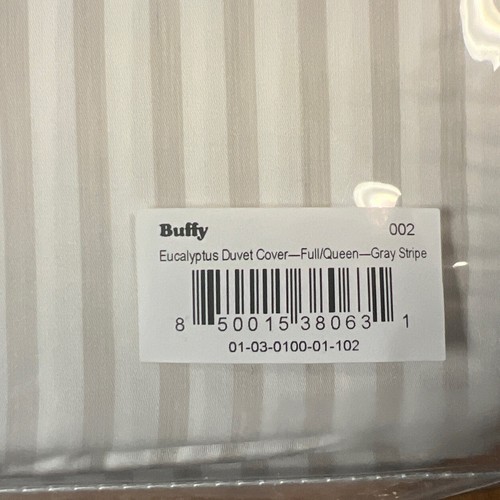 Buffy 002
Eucalyptus Duvet Cover—Full/Queen—Gray Stripe
8 50015 38063 1
01-03-0100-01-102